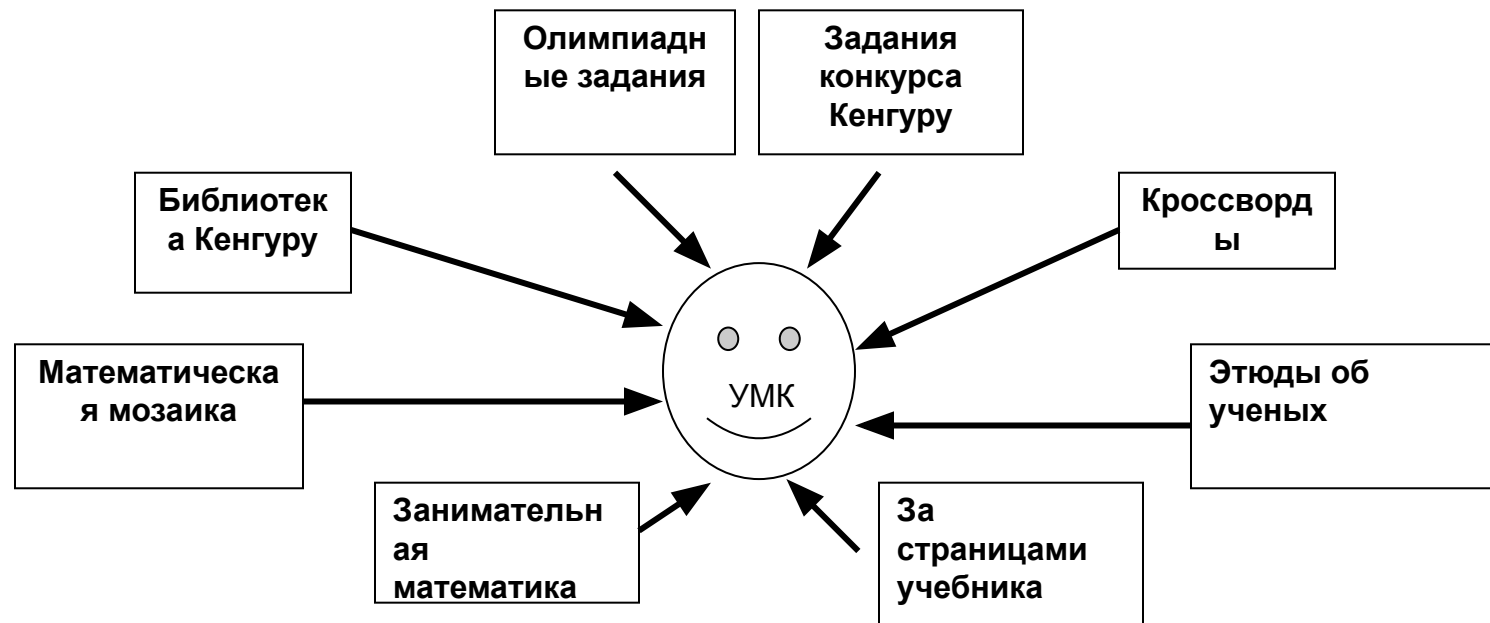 Олимпиадн
ые задания
Задания
конкурса
Кенгуру
Библиотек
а Кенгуру
Кроссворд
ы
Математическа
я мозаика
УМК
Этюды об
ученых
Занимательн
ая
математика
За
страницами
учебника